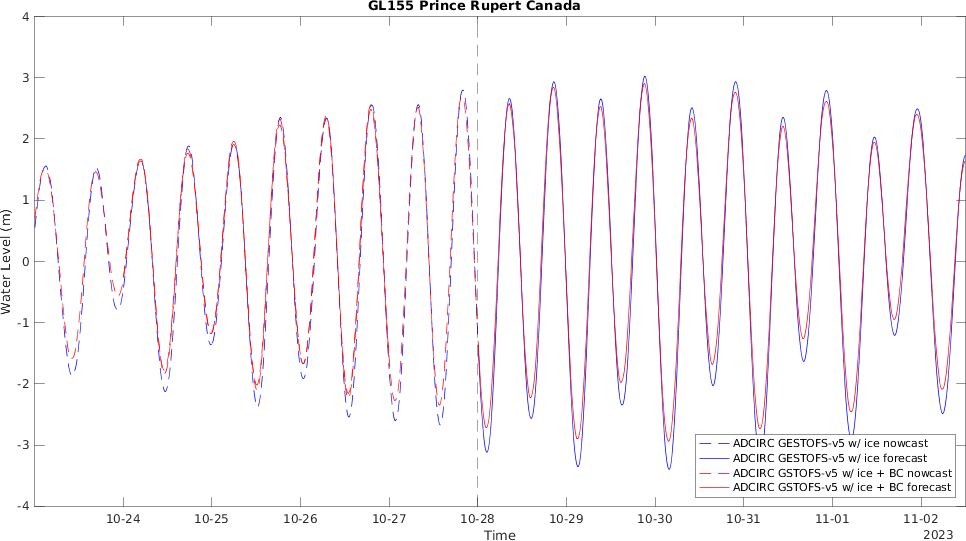 GL155 Prince Rupert Canada
4
3
2
1
0
-1
-2
-3
-4
Water Level (m)
ADCIRC GESTOFS-v5 w/ ice nowcast
ADCIRC GESTOFS-v5 w/ ice forecast
ADCIRC GSTOFS-v5 w/ ice + BC nowcast
ADCIRC GSTOFS-v5 w/ ice + BC forecast
10-24 10-25 10-26 10-27 10-28 10-29 10-30 10-31 11-01 11-02
Time
2023